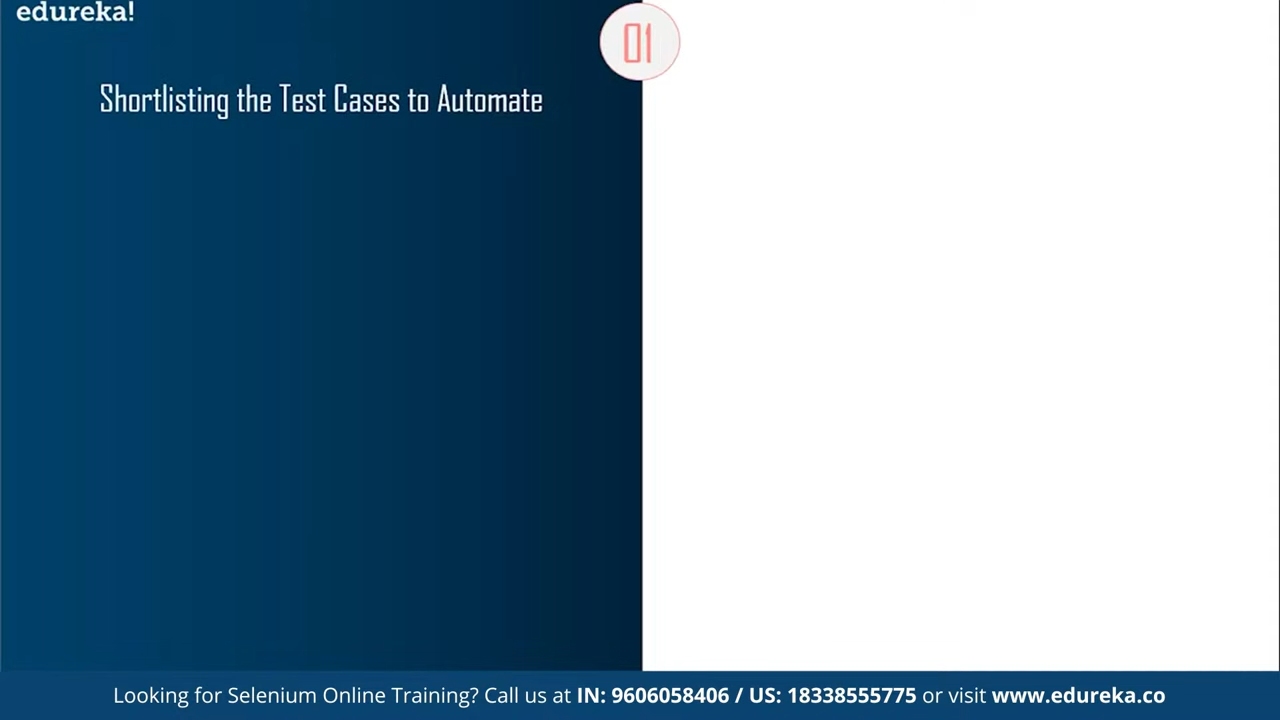 edureka!
01
Shortlisting the Test Cases to Automate
Looking for Selenium Online Training? Call us at IN: 9606058406 / US: 18338555775 or visit www.edureka.co